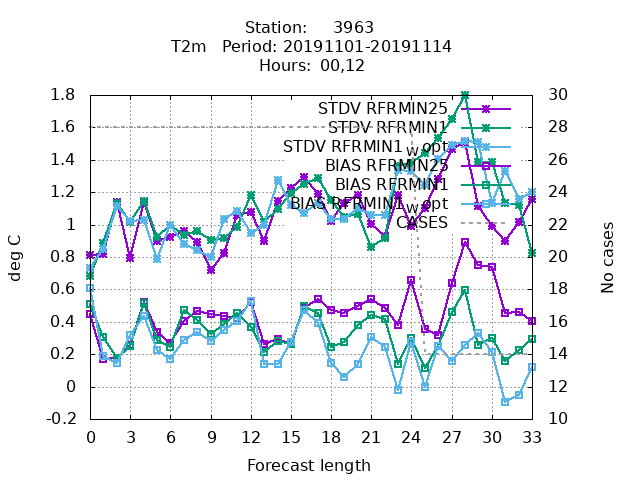 Station: 3963
T2m Period: 20191101-20191114
Hours: 00,12
1.8
1.6
1.4
1.2
1
0.8
0.6
0.4
0.2
0
-0.2
deg C
30
28
26
24
22
20
18
16
14
12
10
No cases
STDV RFRMIN25
STDV RFRMIN1
STDV RFRMIN1_W_opt
BIAS RFRMIN25
BIAS RFRMIN1
BIAS RFRMIN1_W_opt
CASES
0 3 6 9 12 15 18 21 24 27 30 33
Forecast length